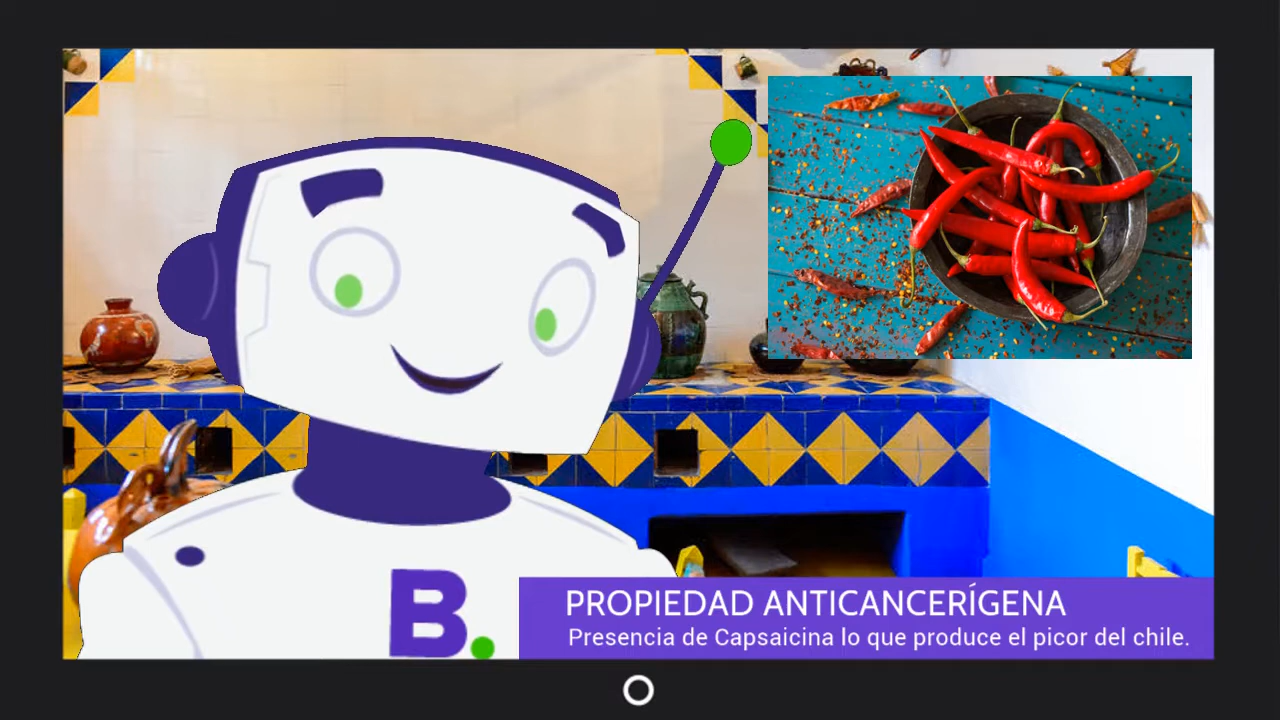 B.
PROPIEDAD ANTICANCERÍGENA
Presencia de Capsaicina lo que produce el picor del chile.